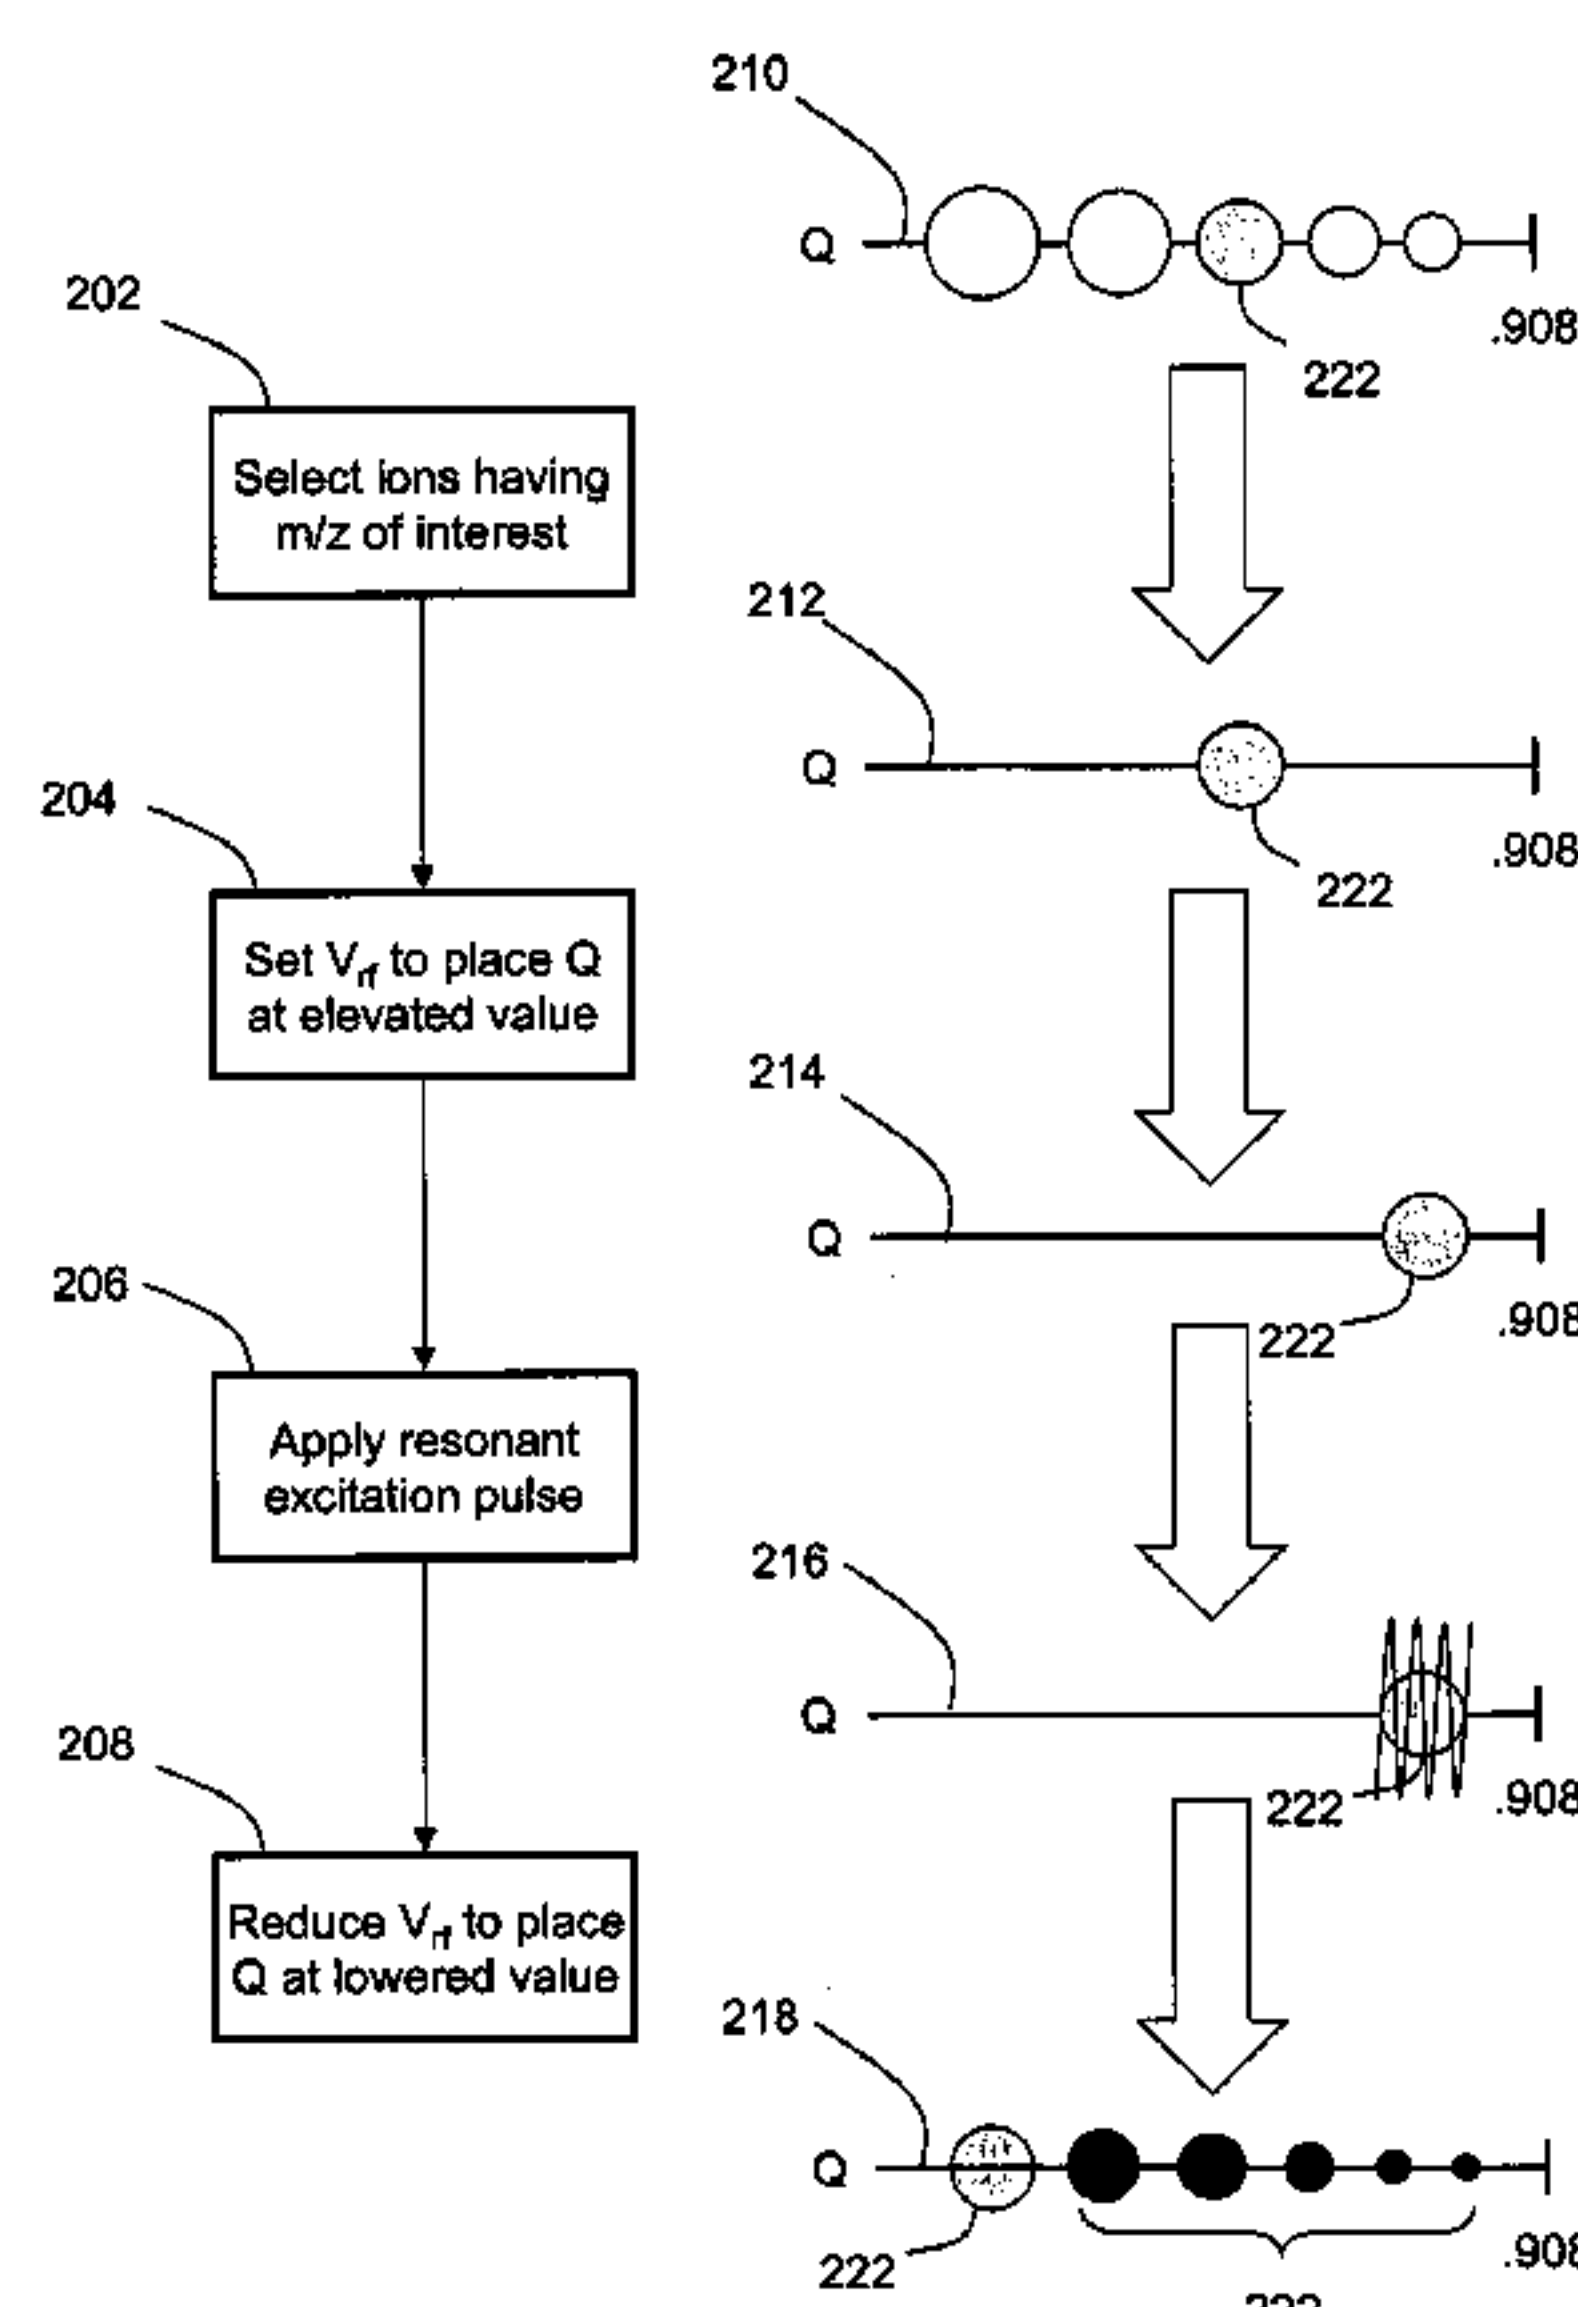 210
Q
.908
222
202
Select ions having
m/z of interest
212
Q
.908
222
204
Set Vrf to place Q
at elevated value
214
Q
.908
222
206
Apply resonant
excitation pulse
216
Q
.908
222
208
Reduce Vrf to place
Q at lowered value
218
Q
.908
222